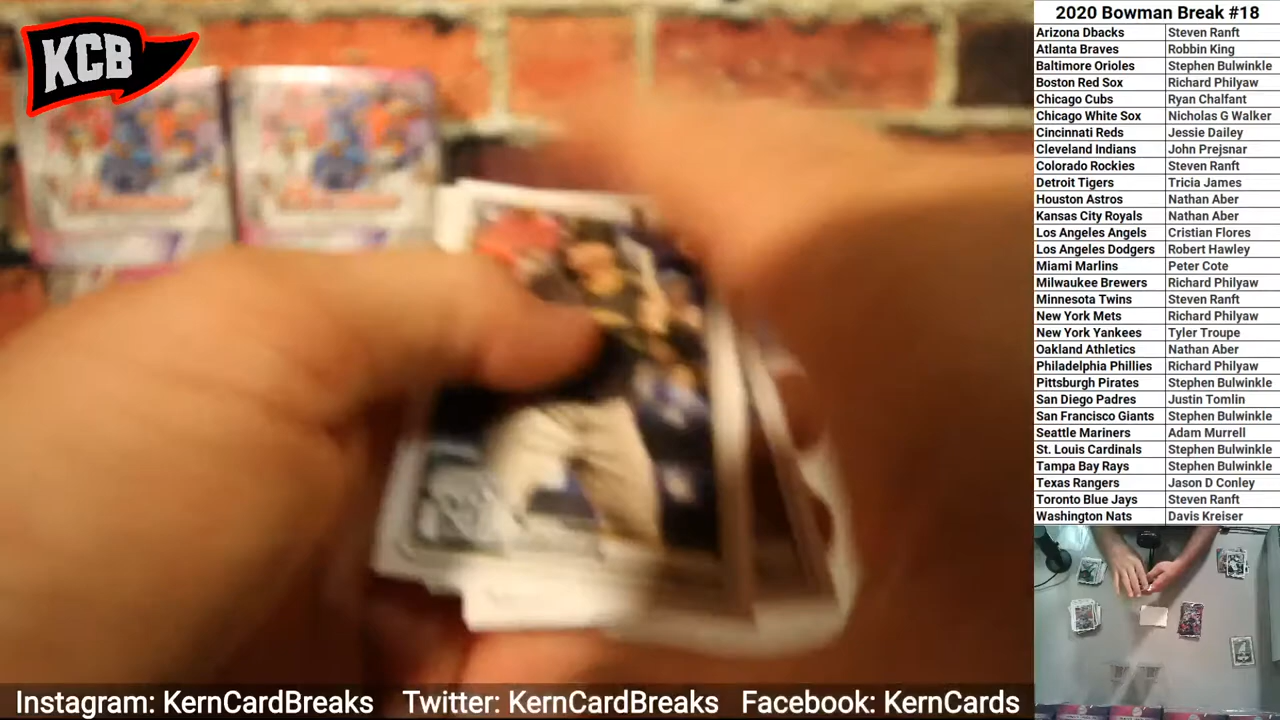 KCB
2020 Bowman Break #18
Arizona Dbacks Steven Ranft
Atlanta Braves Robbin King
Baltimore Orioles Stephen Bulwinkle
Boston Red Sox Richard Philyaw
Chicago Cubs Ryan Chalfant
Chicago White Sox Nicholas G Walker
Cincinnati Reds Jessie Dailey
Cleveland Indians John Prejsnar
Colorado Rockies Steven Ranft
Detroit Tigers Tricia James
Houston Astros Nathan Aber
Kansas City Royals Nathan Aber
Los Angeles Angels Cristian Flores
Los Angeles Dodgers Robert Hawley
Miami Marlins Peter Cote
Milwaukee Brewers Richard Philyaw
Minnesota Twins Steven Ranft
New York Mets Richard Philyaw
New York Yankees Tyler Troupe
Oakland Athletics Nathan Aber
Philadelphia Phillies Richard Philyaw
Pittsburgh Pirates Stephen Bulwinkle
San Diego Padres Justin Tomlin
San Francisco Giants Stephen Bulwinkle
Seattle Mariners Adam Murrell
St. Louis Cardinals Stephen Bulwinkle
Tampa Bay Rays Stephen Bulwinkle
Texas Rangers Jason D Conley
Toronto Blue Jays Steven Ranft
Washington Nats Davis Kreiser
Instagram: KernCardBreaks Twitter: KernCardBreaks Facebook: KernCards